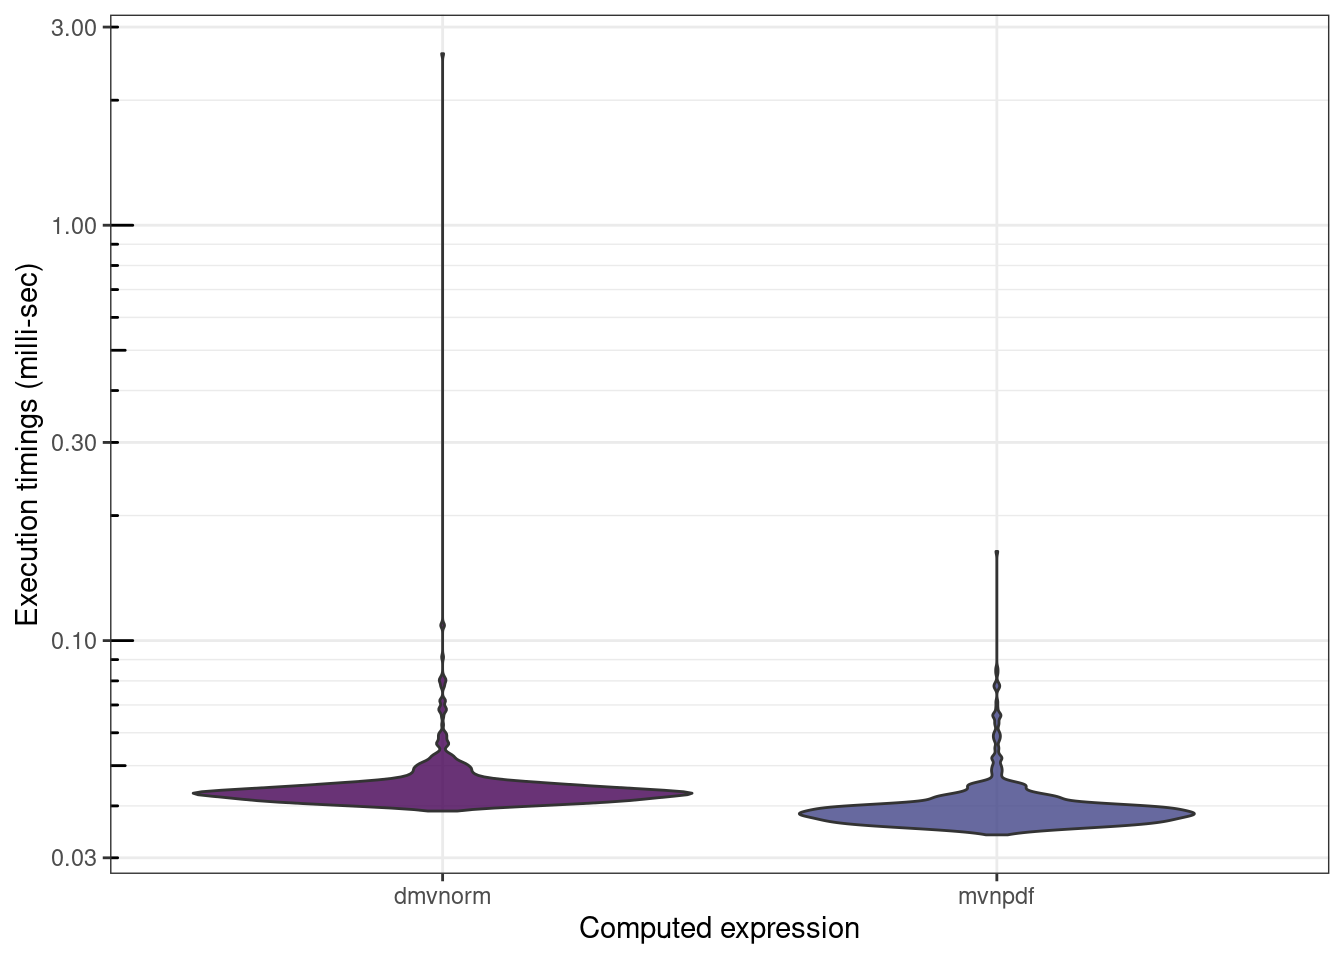 3.00
1.00
0.30
0.10
0.03
Execution timings (milli-sec)
dmvnorm
mvnpdf
Computed expression